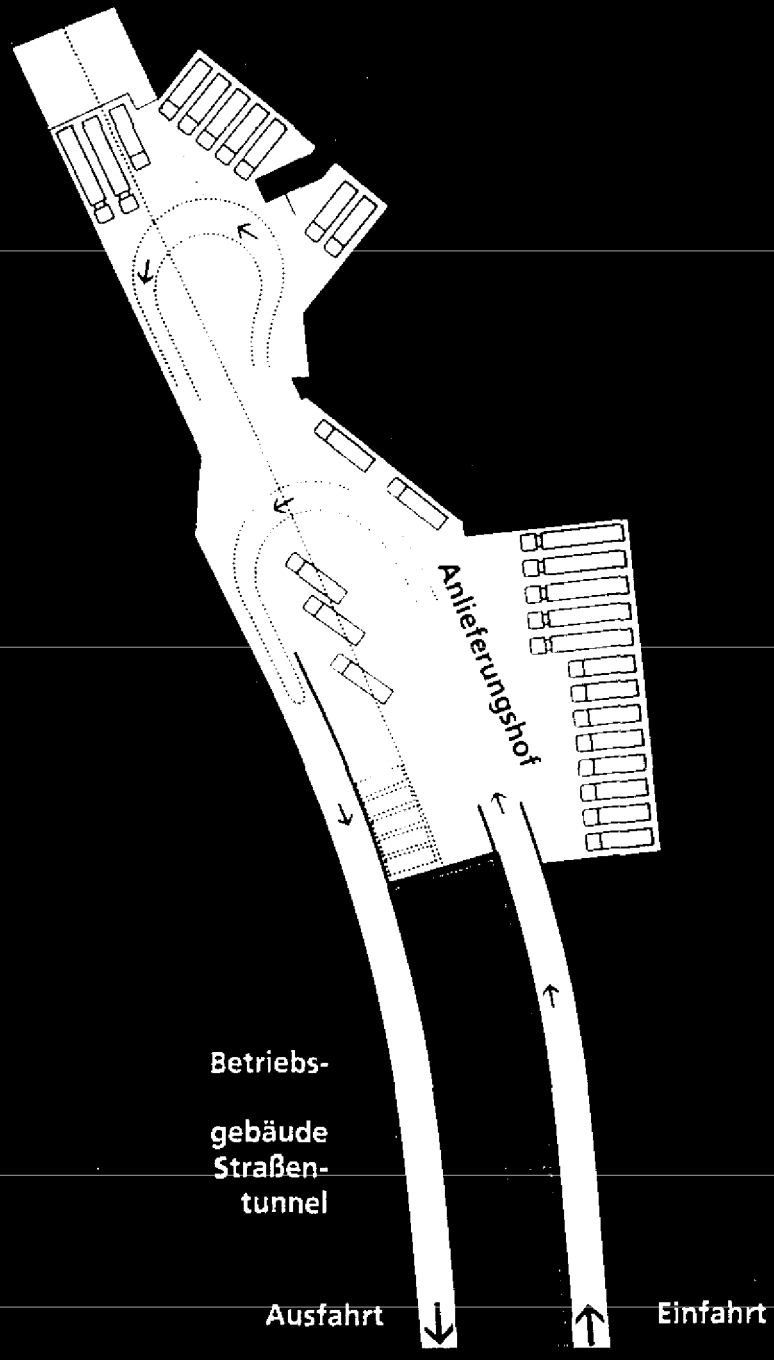 Anlieferungshof
Betriebs-
gebäude
Straßen-
tunnel
Ausfahrt
Einfahrt